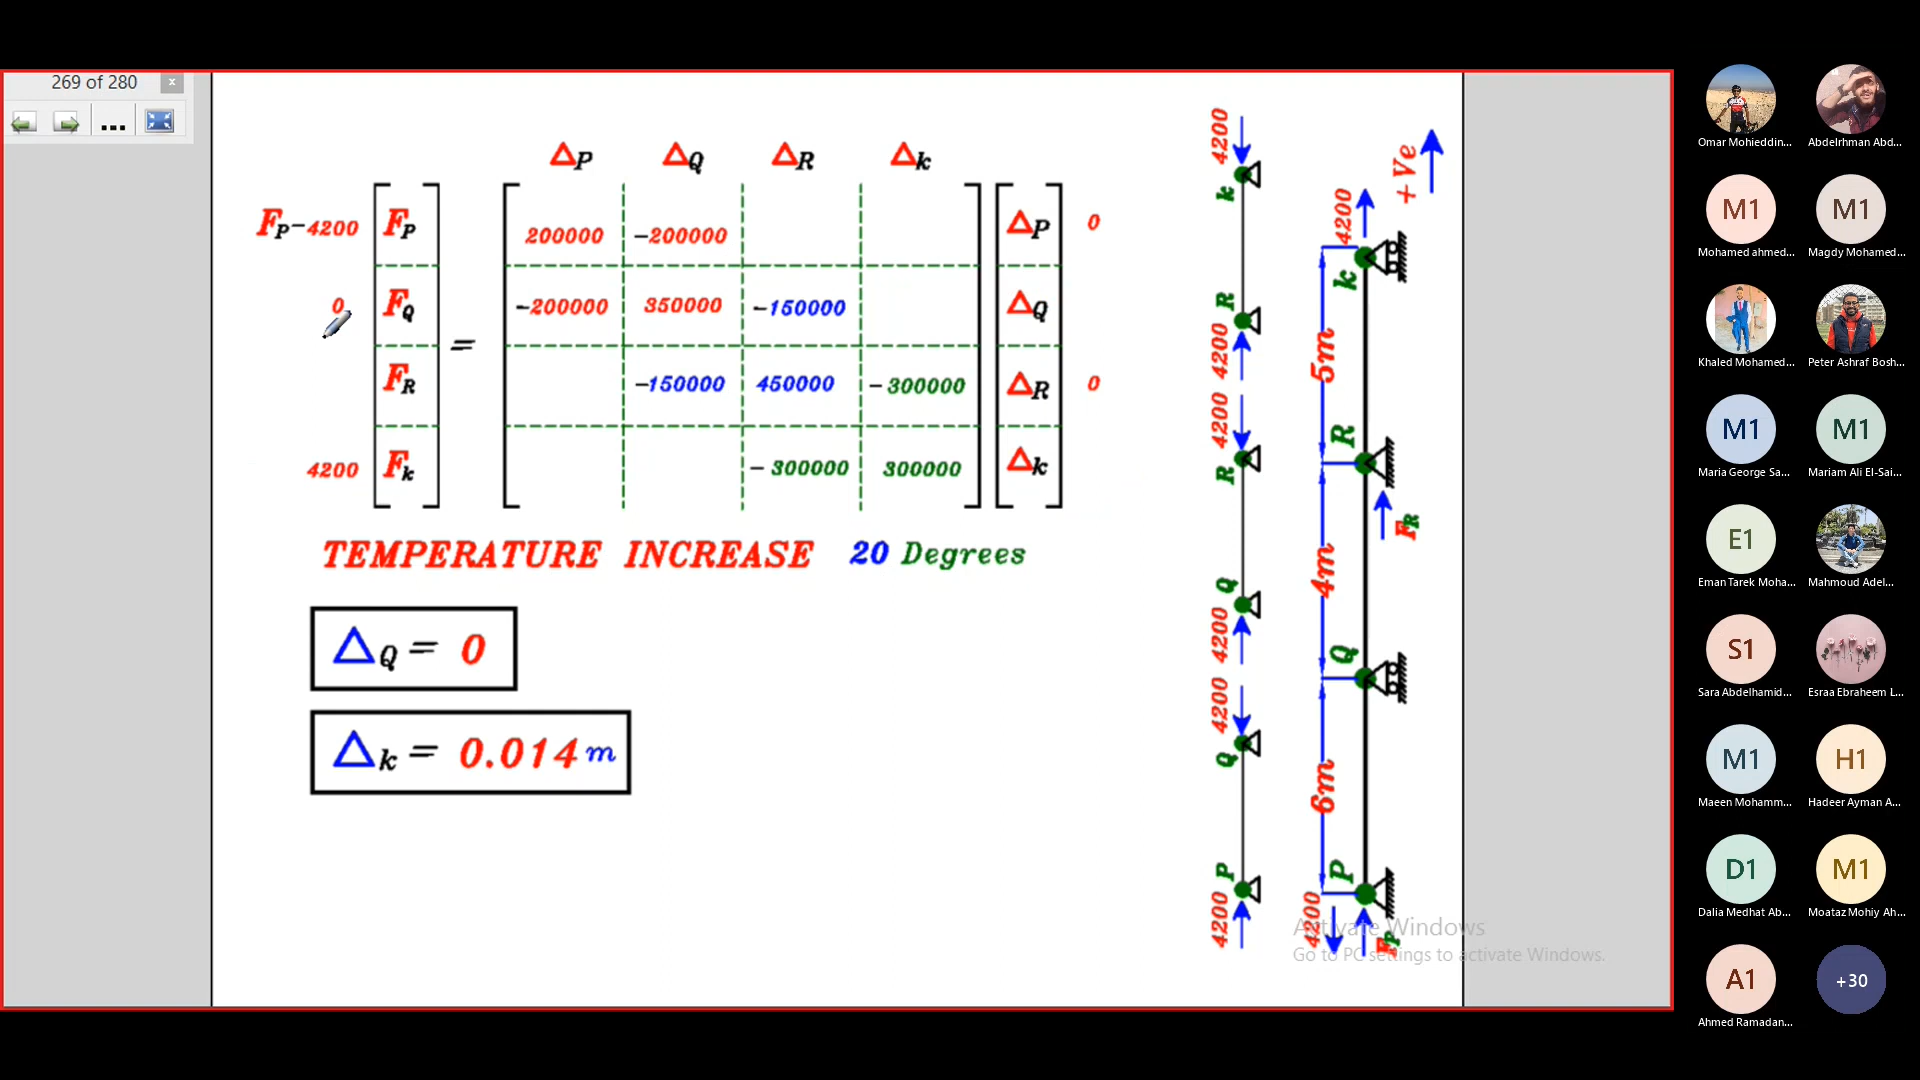 269 of 280
x
...
ΔP ΔQ ΔR Δk
FP-4200 FP 200000 -200000 ΔP 0
0 FQ -200000 350000 -150000 ΔQ
=
FR -150000 450000 -300000 ΔR 0
4200 Fk -300000 300000 Δk
TEMPERATURE INCREASE 20 Degrees
ΔQ = 0
Δk = 0.014 m
4200
k
R
4200
4200
R
Q
4200
4200
Q
P
4200
+Ve
4200
k
5m
R
FR
4m
Q
6m
P
4200
FP
Activate Windows
Go to PC settings to activate Windows.
Omar Mohieddin...
Abdelrhman Abd...
M1
Mohamed ahmed...
M1
Magdy Mohamed...
Khaled Mohamed...
Peter Ashraf Bosh...
M1
Maria George Sa...
M1
Mariam Ali El-Sai...
E1
Eman Tarek Moha...
Mahmoud Adel...
S1
Sara Abdelhamid...
Esraa Ebraheem L...
M1
Maeen Mohamm...
H1
Hadeer Ayman A...
D1
Dalia Medhat Ab...
M1
Moataz Mohiy Ah...
A1
Ahmed Ramadan...
+30